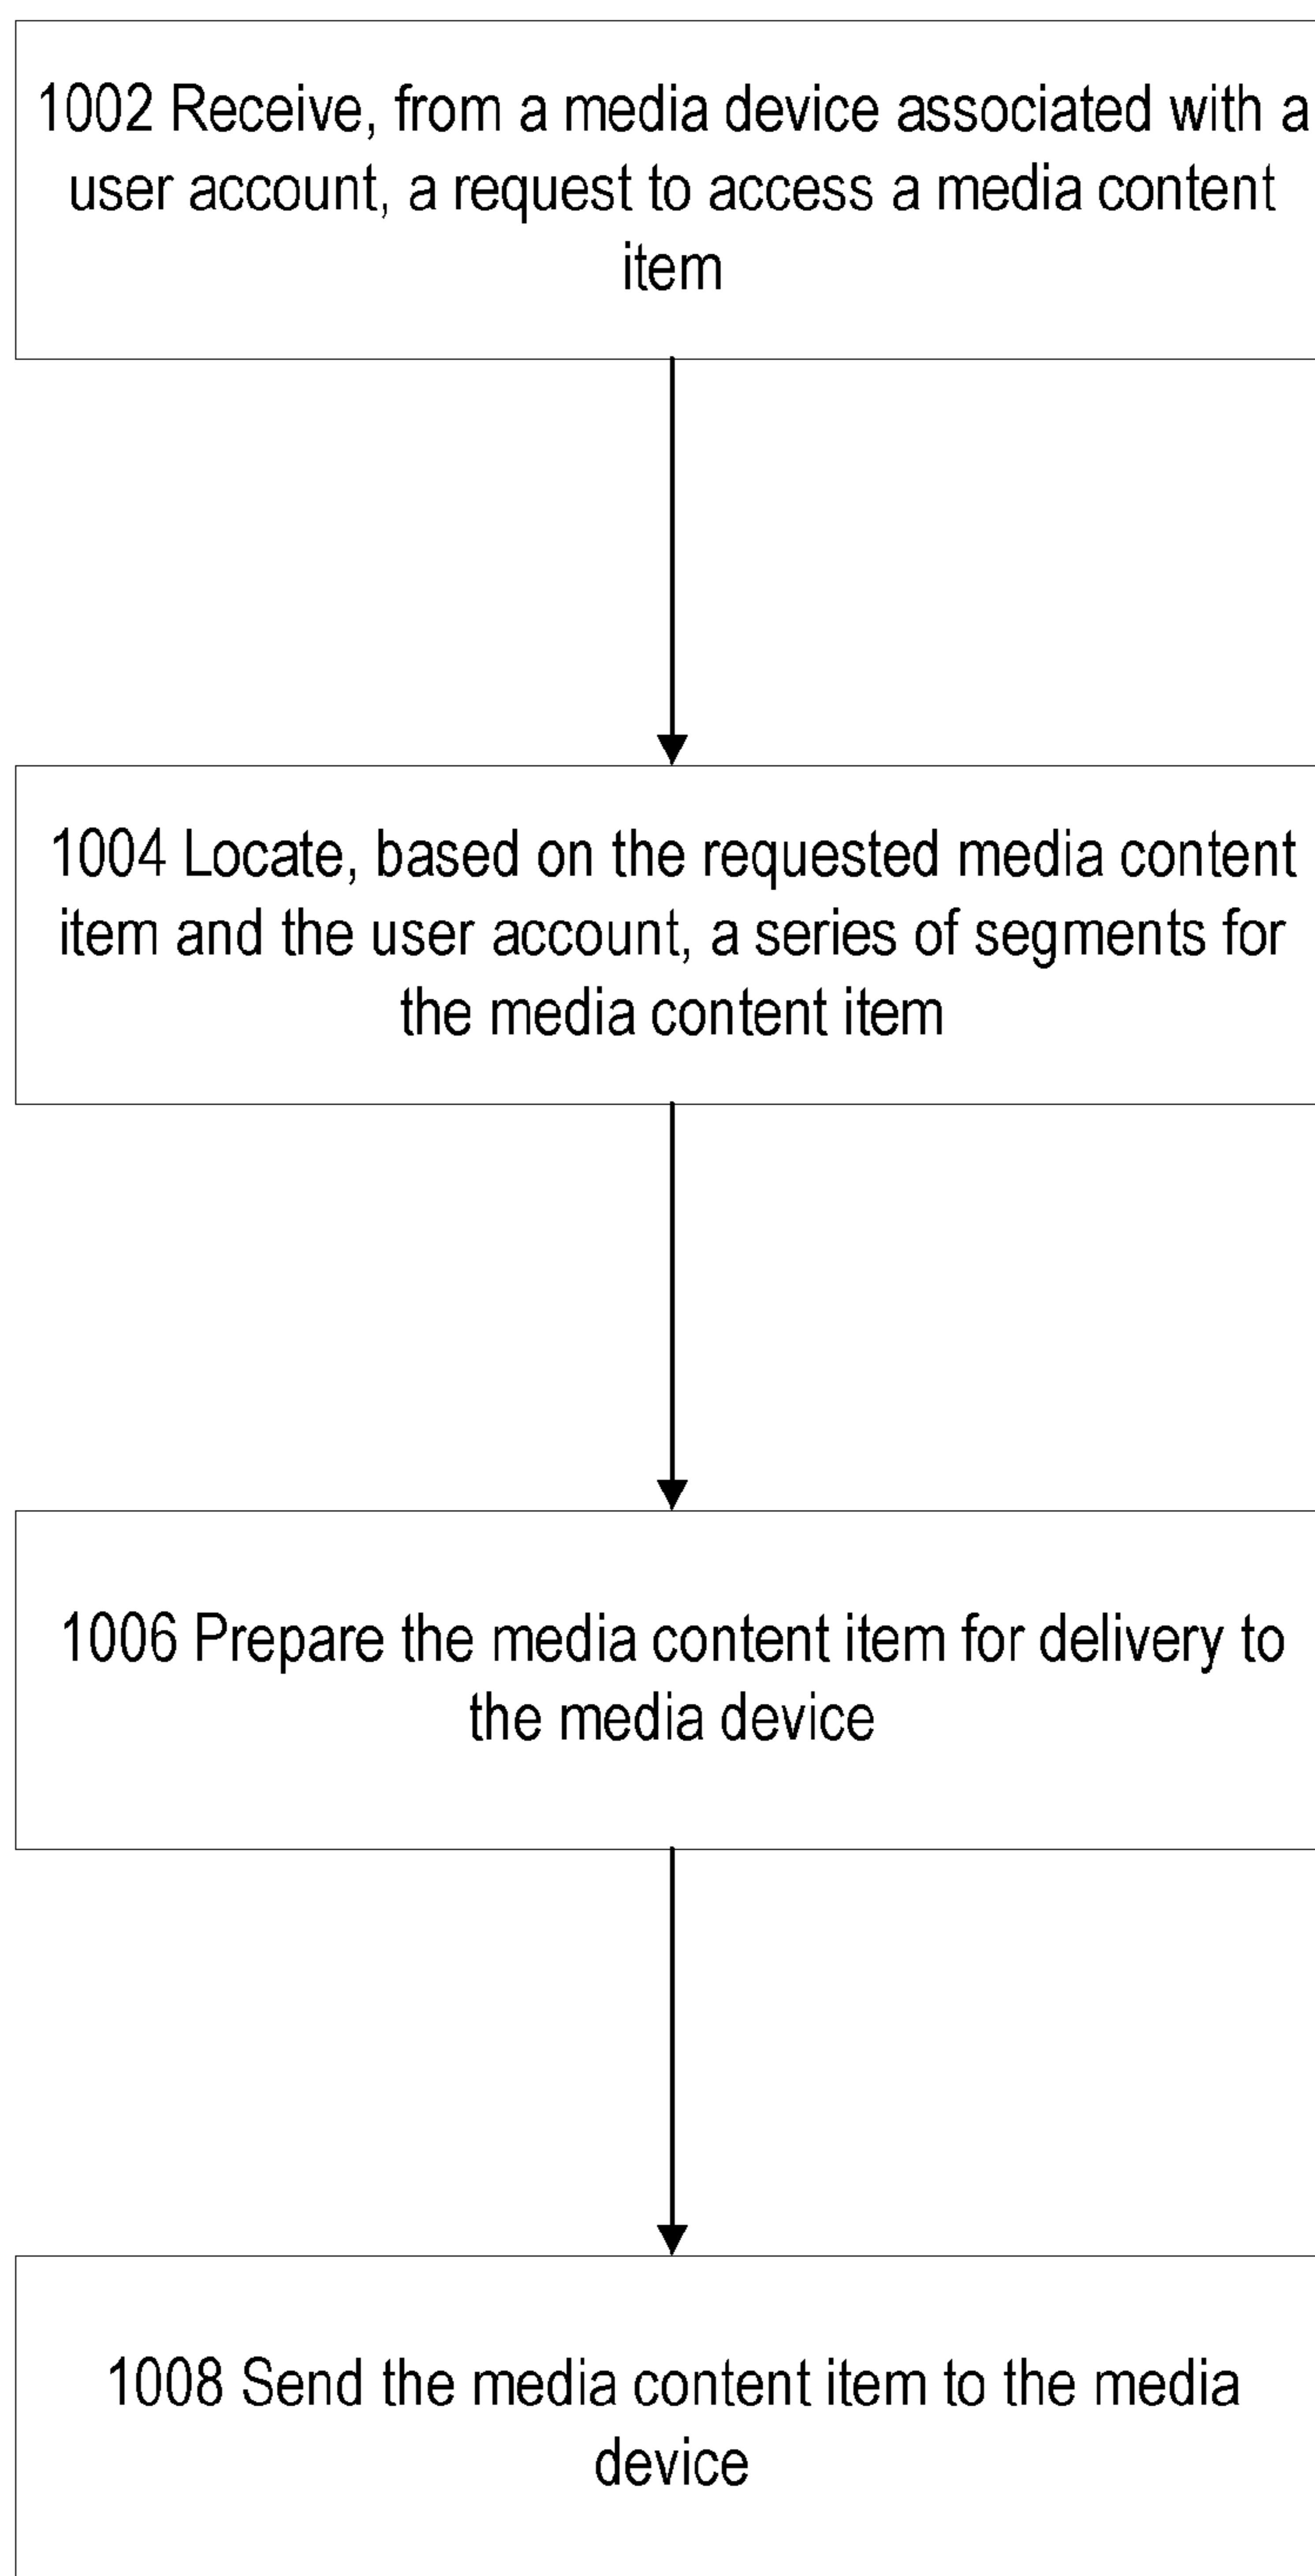 1002 Receive, from a media device associated with a
user account, a request to access a media content
item
1004 Locate, based on the requested media content
item and the user account, a series of segments for
the media content item
1006 Prepare the media content item for delivery to
the media device
1008 Send the media content item to the media
device